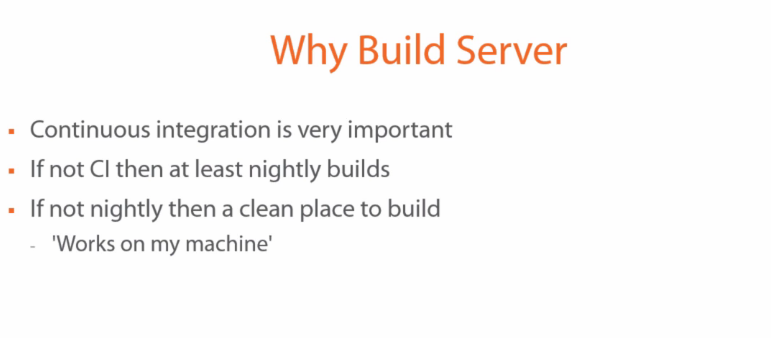 Why Build Server
▪ Continuous integration is very important
▪ If not CI then at least nightly builds
▪ If not nightly then a clean place to build
- 'Works on my machine'